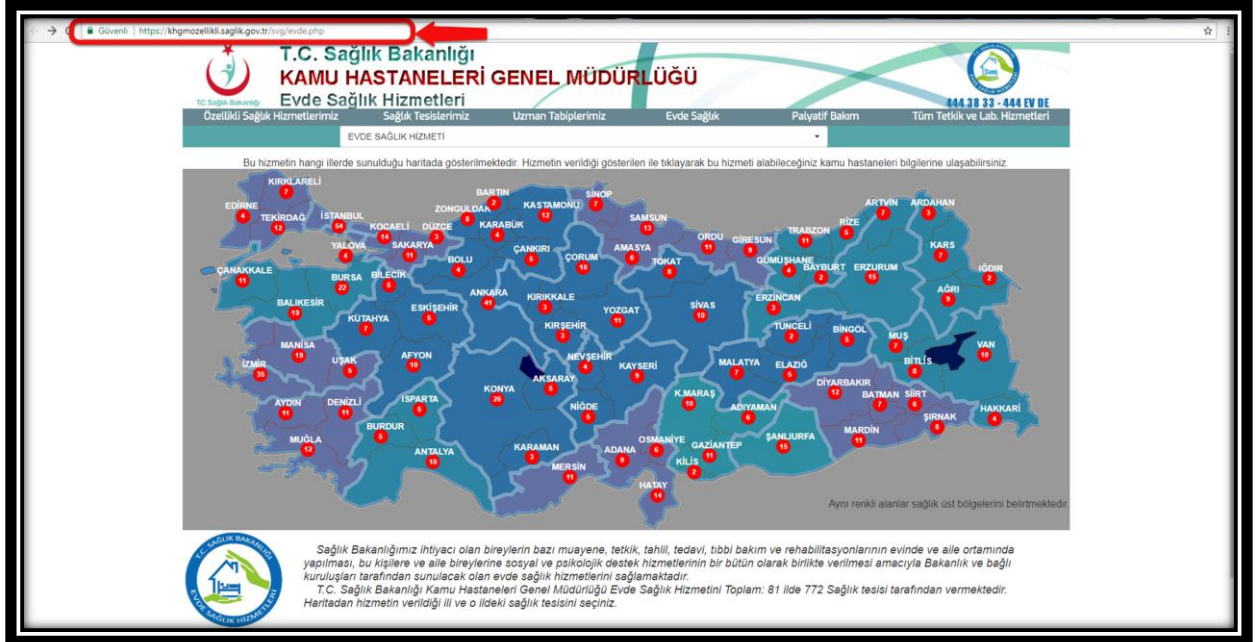 Güvenli | https://khgmozellikli.saglik.gov.tr/svg/evde.php
T.C. Sağlık Bakanlığı
KAMU HASTANELERİ GENEL MÜDÜRLÜĞÜ
Evde Sağlık Hizmetleri
TC Sağlık Bakanlığı
444 38 33 - 444 EV DE
Özellikli Sağlık Hizmetlerimiz Sağlık Tesislerimiz Uzman Tabiplerimiz Evde Sağlık Palyatif Bakım Tüm Tetkik ve Lab. Hizmetleri
EVDE SAĞLIK HİZMETİ
Bu hizmetin hangi illerde sunulduğu haritada gösterilmektedir. Hizmetin verildiği gösterilen ile tıklayarak bu hizmeti alabileceğiniz kamu hastaneleri bilgilerine ulaşabilirsiniz.
KIRKLARELİ 7
EDİRNE 4
TEKİRDAĞ 12
İSTANBUL 54
KOCAELİ 14
YALOVA 4
SAKARYA 11
DÜZCE 3
ZONGULDAK 8
BARTIN 2
KARABÜK 4
KASTAMONU 12
SİNOP 7
SAMSUN 13
ORDU 11
GİRESUN 9
TRABZON 11
RİZE 5
ARTVİN 7
ARDAHAN 3
KARS 7
IĞDIR 2
AĞRI 9
ERZURUM 15
BAYBURT 2
GÜMÜŞHANE 4
ERZİNCAN 3
TOKAT 8
AMASYA 6
ÇORUM 10
ÇANKIRI 5
BOLU 4
BİLECİK 5
BURSA 22
ÇANAKKALE 11
BALIKESİR 19
KÜTAHYA 7
ESKİŞEHİR 5
ANKARA 41
KIRIKKALE 3
KIRŞEHİR 3
YOZGAT 11
SİVAS 10
TUNCELİ 2
BİNGÖL 5
MUŞ 7
VAN 10
BİTLİS 8
ELAZIĞ 5
MALATYA 7
KAYSERİ 9
NEVŞEHİR 4
AKSARAY 5
KONYA 26
AFYON 10
UŞAK 5
MANİSA 19
İZMİR 35
AYDIN 11
DENİZLİ 11
ISPARTA 5
BURDUR 5
MUĞLA 12
ANTALYA 18
KARAMAN 3
NİĞDE 5
MERSİN 11
ADANA 9
OSMANİYE 6
HATAY 14
KİLİS 2
GAZİANTEP 11
K.MARAŞ 10
ADIYAMAN 6
ŞANLIURFA 15
DİYARBAKIR 12
BATMAN 7
SİİRT 6
MARDİN 11
ŞIRNAK 8
HAKKARİ 4
Aynı renkli alanlar sağlık üst bölgelerini belirtmektedir.
T.C. SAĞLIK BAKANLIĞI
EVDE SAĞLIK HİZMETLERİ
Sağlık Bakanlığımız ihtiyacı olan bireylerin bazı muayene, tetkik, tahlil, tedavi, tıbbi bakım ve rehabilitasyonlarının evinde ve aile ortamında
yapılması, bu kişilere ve aile bireylerine sosyal ve psikolojik destek hizmetlerinin bir bütün olarak birlikte verilmesi amacıyla Bakanlık ve bağlı
kuruluşları tarafından sunulacak olan evde sağlık hizmetlerini sağlamaktadır.
T.C. Sağlık Bakanlığı Kamu Hastaneleri Genel Müdürlüğü Evde Sağlık Hizmetini Toplam: 81 ilde 772 Sağlık tesisi tarafından vermektedir.
Haritadan hizmetin verildiği ili ve o ildeki sağlık tesisini seçiniz.